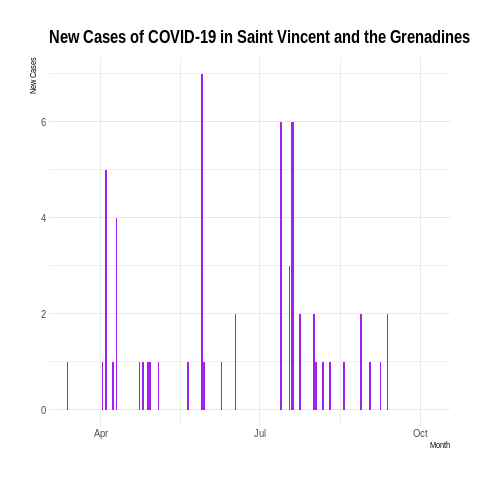 New Cases of COVID-19 in Saint Vincent and the Grenadines
New Cases
6
4
2
0
Apr
Jul
Oct
Month